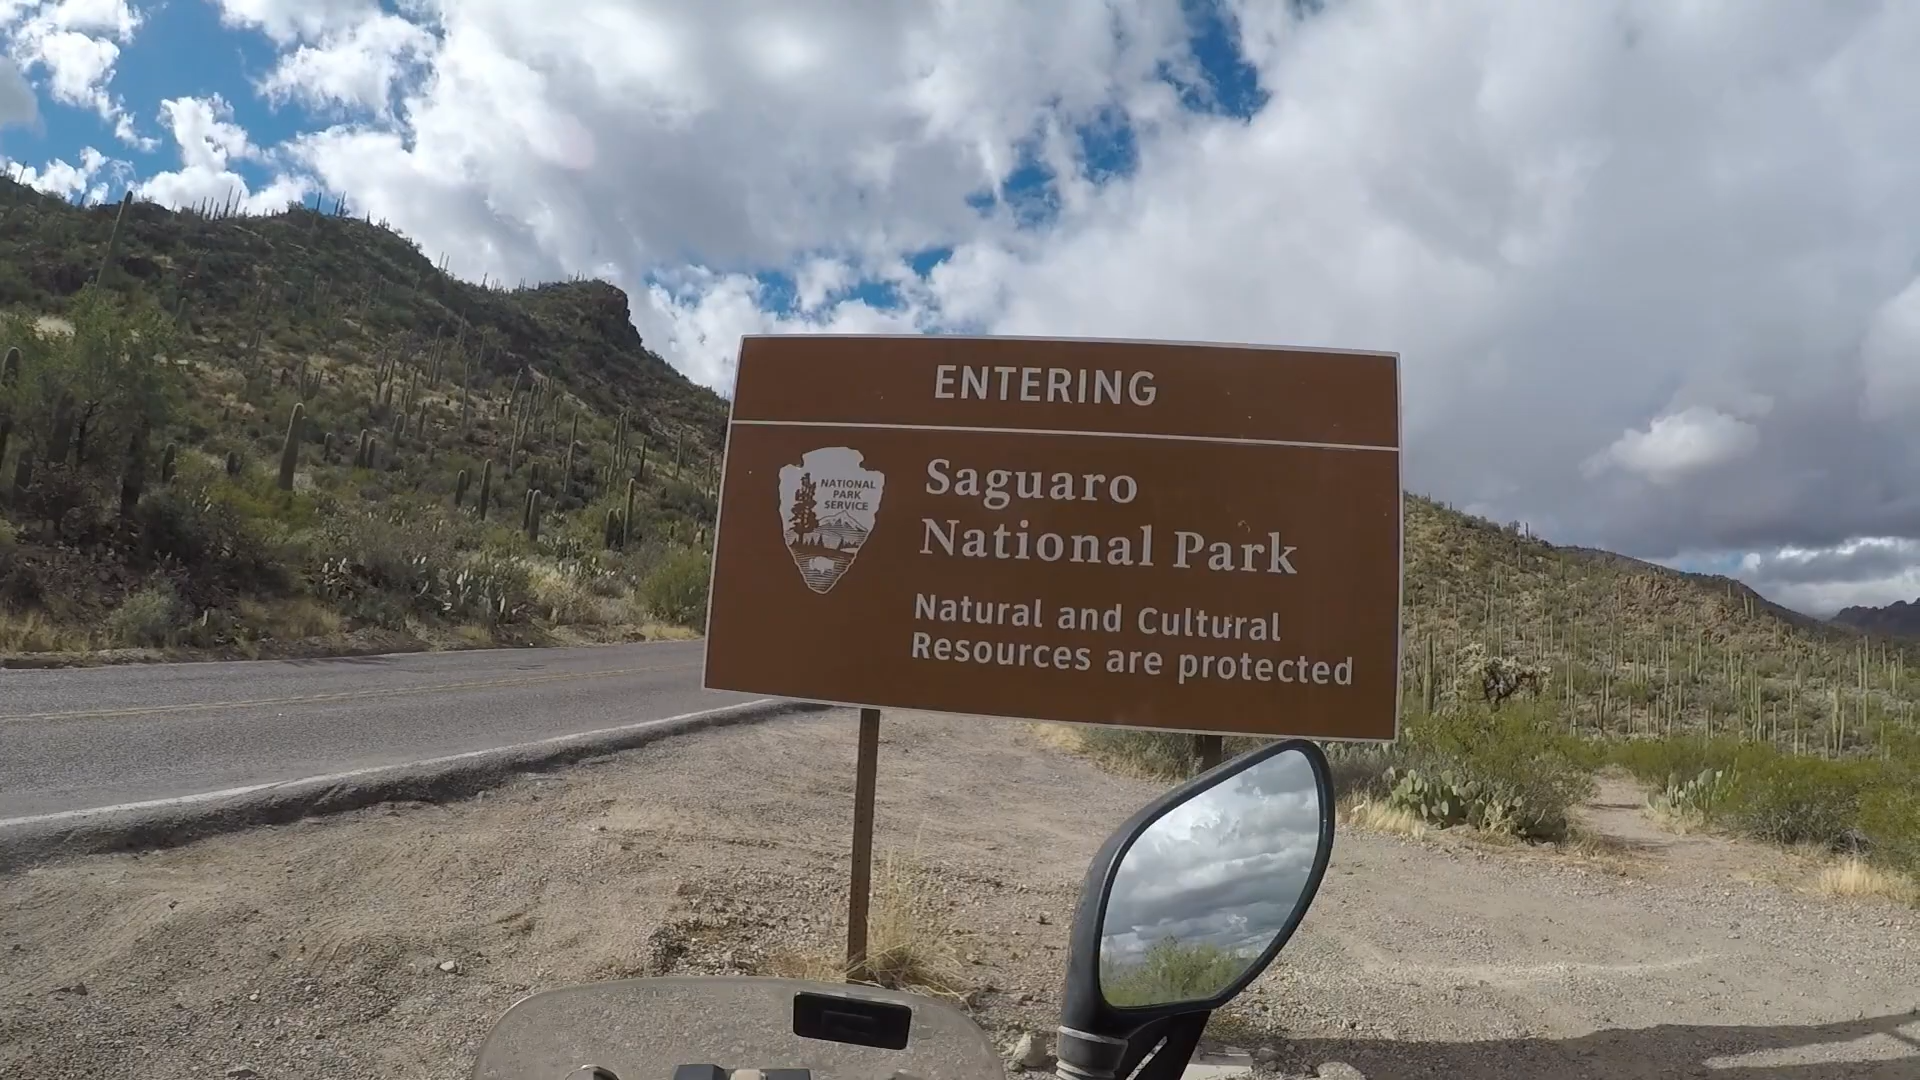 ENTERING
NATIONAL
PARK
SERVICE
Saguaro
National Park
Natural and Cultural
Resources are protected